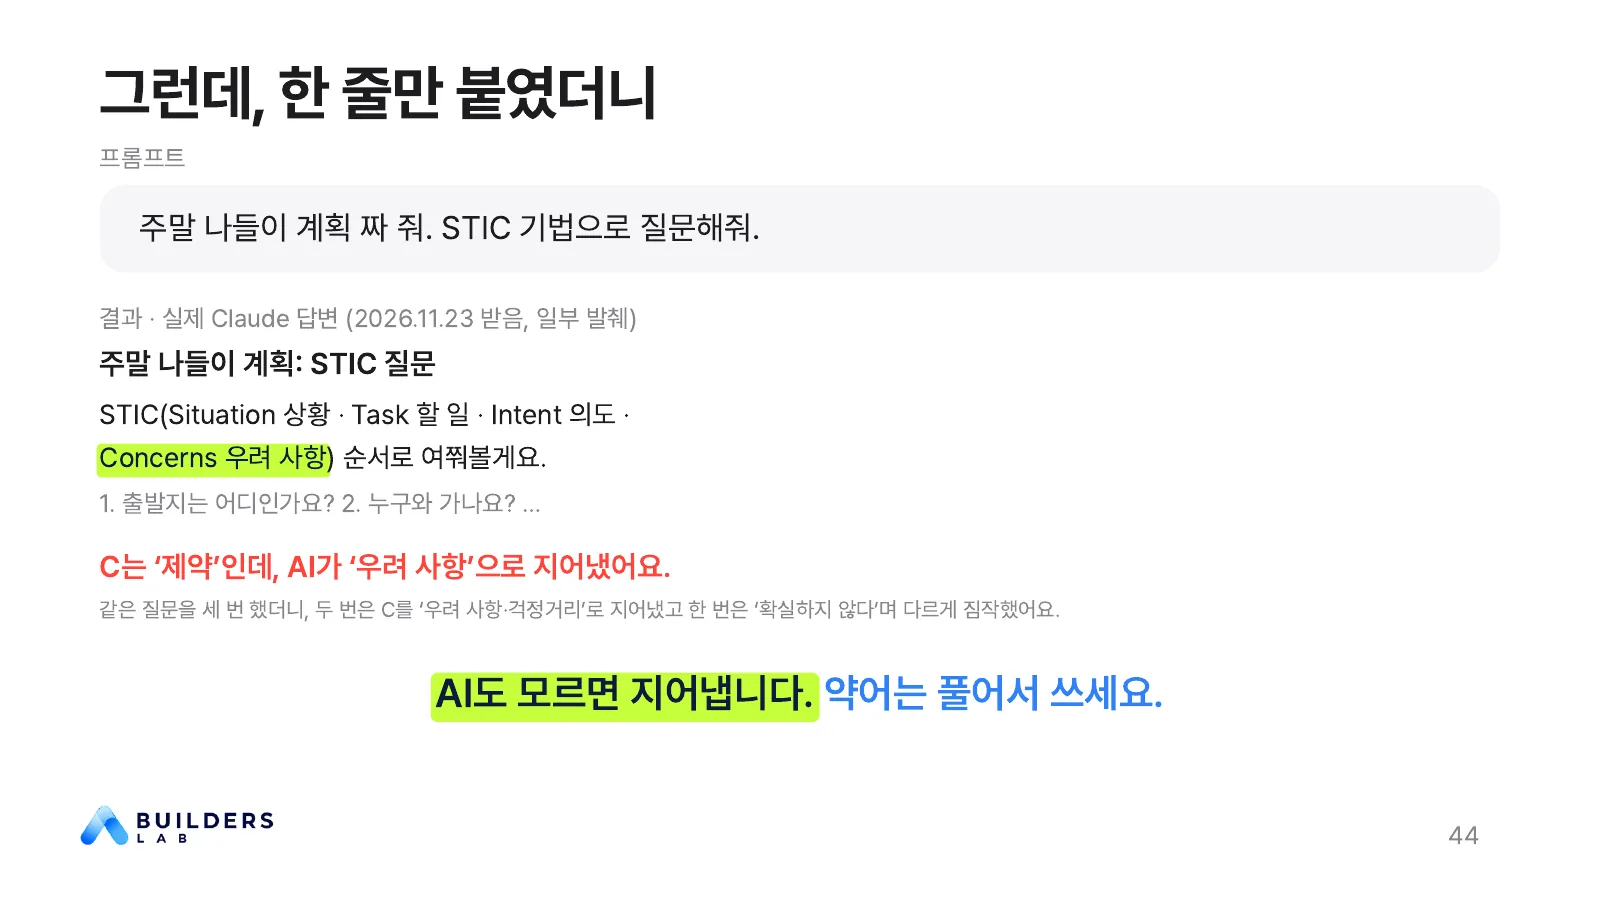 그런데, 한 줄만 붙였더니
프롬프트
주말 나들이 계획 짜 줘. STIC 기법으로 질문해줘.
결과 · 실제 Claude 답변 (2026.11.23 받음, 일부 발췌)
주말 나들이 계획: STIC 질문
STIC(Situation 상황 · Task 할 일 · Intent 의도 ·
Concerns 우려 사항) 순서로 여쭤볼게요.
1. 출발지는 어디인가요? 2. 누구와 가나요? ...
C는 ‘제약’인데, AI가 ‘우려 사항’으로 지어냈어요.
같은 질문을 세 번 했더니, 두 번은 C를 ‘우려 사항·걱정거리’로 지어냈고 한 번은 ‘확실하지 않다’며 다르게 짐작했어요.
AI도 모르면 지어냅니다. 약어는 풀어서 쓰세요.
BUILDERS
LAB
44